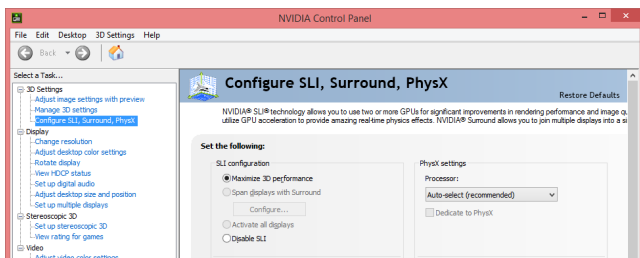 NVIDIA Control Panel
File Edit Desktop 3D Settings Help
Back
Select a Task...
3D Settings
Adjust image settings with preview
Manage 3D settings
Configure SLI, Surround, PhysX
Display
Change resolution
Adjust desktop color settings
Rotate display
View HDCP status
Set up digital audio
Adjust desktop size and position
Set up multiple displays
Stereoscopic 3D
Set up stereoscopic 3D
View rating for games
Video
Adjust video color settings
Configure SLI, Surround, PhysX
Restore Defaults
NVIDIA® SLI® technology allows you to use two or more GPUs for significant improvements in rendering performance and image qu
utilize GPU acceleration to provide amazing real-time physics effects. NVIDIA® Surround allows you to join multiple displays into a si
Set the following:
SLI configuration
Maximize 3D performance
Span displays with Surround
Configure...
Activate all displays
Disable SLI
PhysX settings
Processor:
Auto-select (recommended)
Dedicate to PhysX